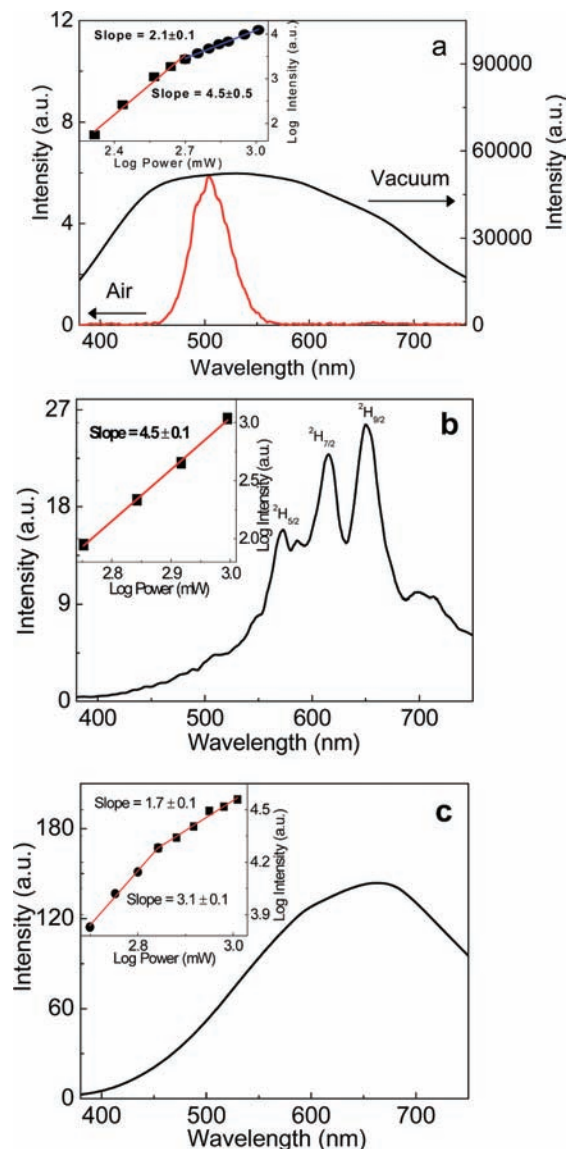 a
Slope = 2.1±0.1
Slope = 4.5±0.5
4
3
2
Log Intensity (a.u.)
2.4 2.7 3.0
Log Power (mW)
12
8
4
0
Intensity (a.u.)
90000
60000
30000
0
Intensity (a.u.)
Vacuum
Air
400 500 600 700
Wavelength (nm)
b
Slope = 4.5±0.1
3.0
2.5
2.0
Log Intensity (a.u.)
2.8 2.9 3.0
Log Power (mW)
²H₅/₂
²H₇/₂
²H₉/₂
27
18
9
0
Intensity (a.u.)
400 500 600 700
Wavelength (nm)
c
Slope = 1.7±0.1
Slope = 3.1±0.1
4.5
4.2
3.9
Log Intensity (a.u.)
2.8 3.0
Log Power (mW)
180
120
60
0
Intensity (a.u.)
400 500 600 700
Wavelength (nm)